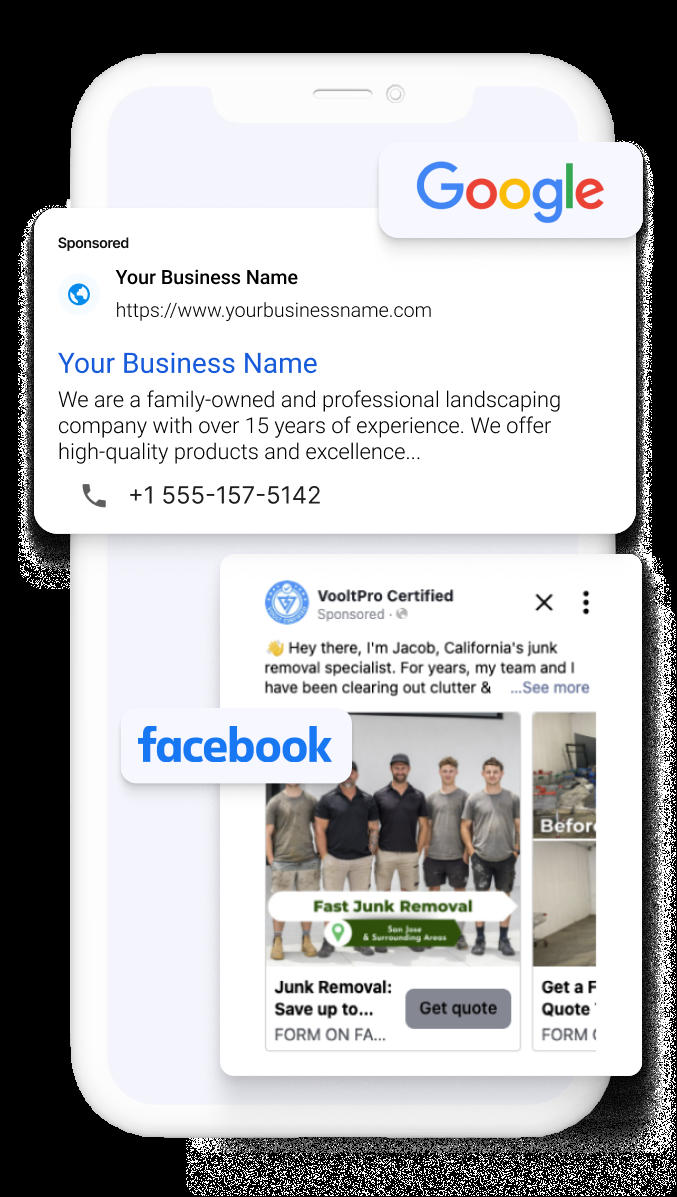 Google
Sponsored
Your Business Name
https://www.yourbusinessname.com
Your Business Name
We are a family-owned and professional landscaping
company with over 15 years of experience. We offer
high-quality products and excellence...
+1 555-157-5142
VooltPro Certified
Sponsored ·
👋 Hey there, I'm Jacob, California's junk
removal specialist. For years, my team and I
have been clearing out clutter & ...See more
facebook
Befor
Fast Junk Removal
San Jose
& Surrounding Areas
Junk Removal:
Save up to...
FORM ON FA...
Get quote
Get a F
Quote
FORM